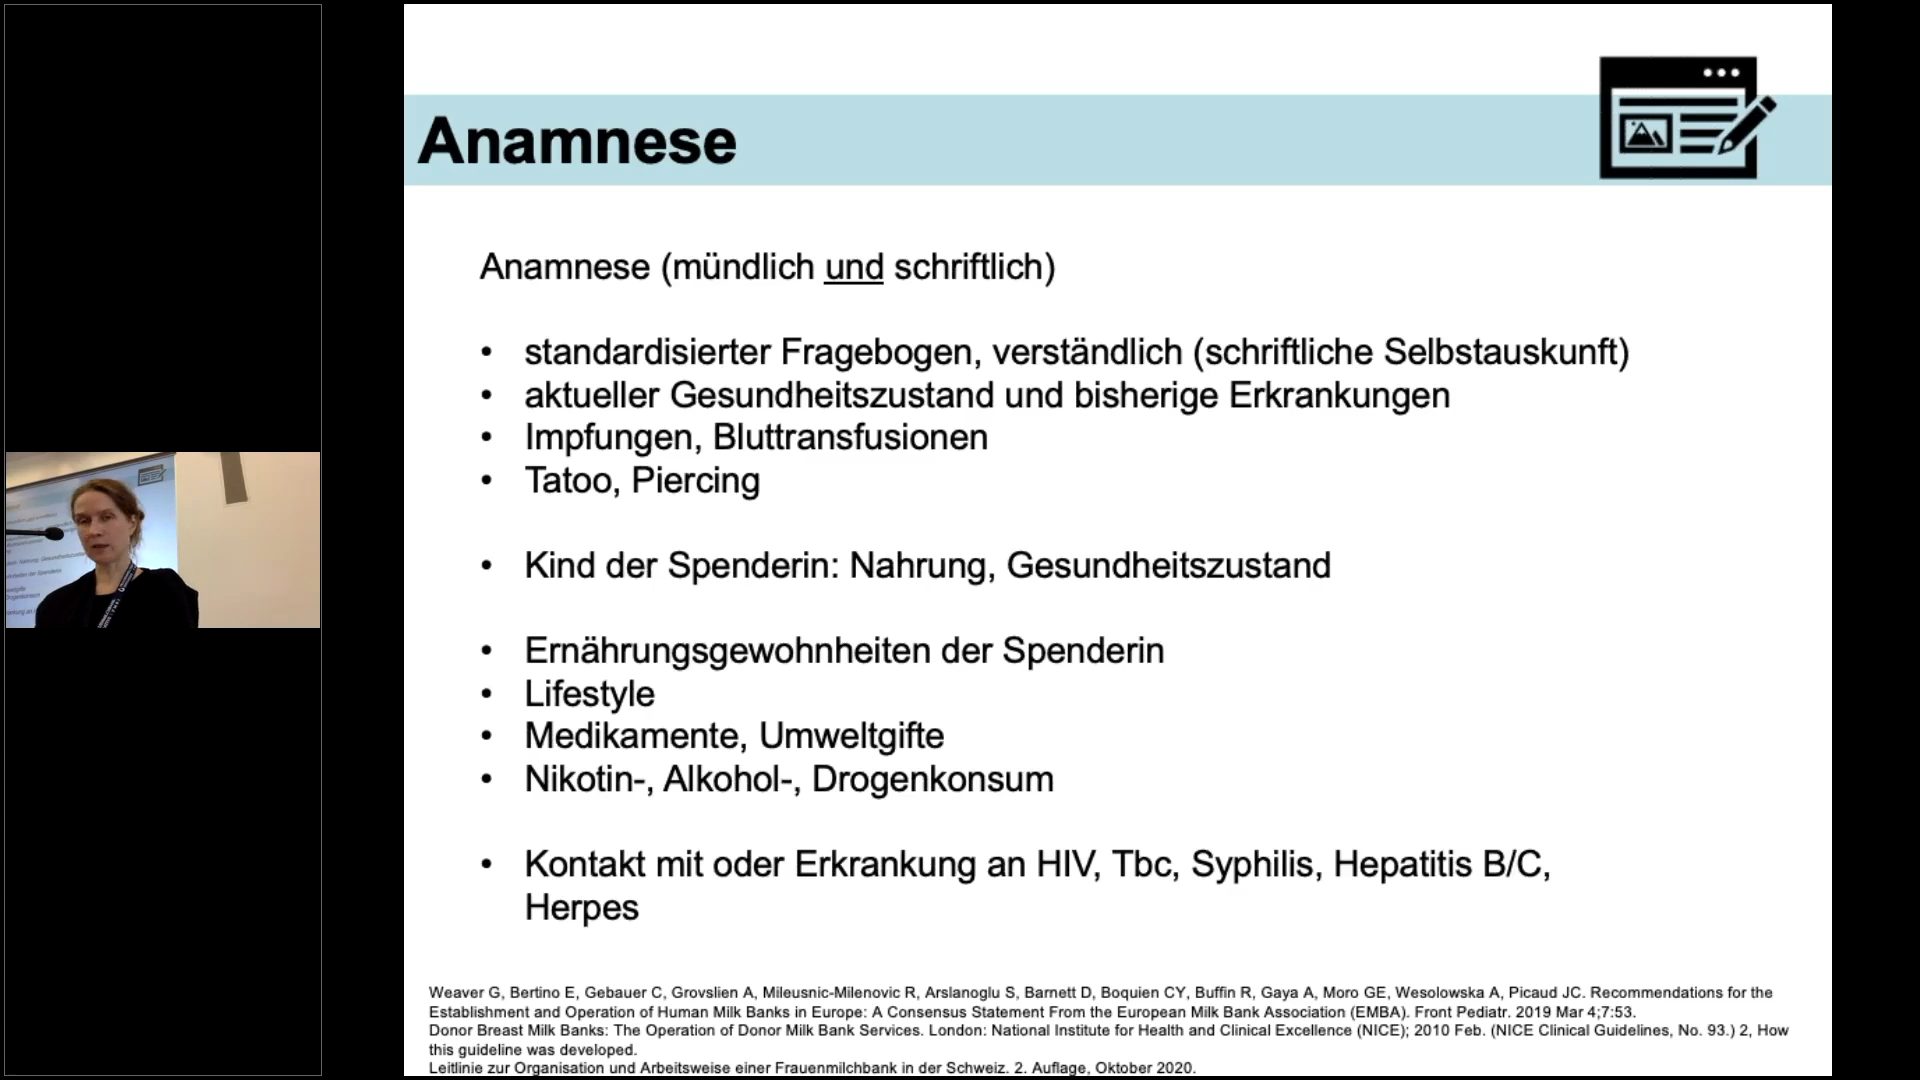 Anamnese
Anamnese (mündlich und schriftlich)
• standardisierter Fragebogen, verständlich (schriftliche Selbstauskunft)
• aktueller Gesundheitszustand und bisherige Erkrankungen
• Impfungen, Bluttransfusionen
• Tatoo, Piercing
• Kind der Spenderin: Nahrung, Gesundheitszustand
• Ernährungsgewohnheiten der Spenderin
• Lifestyle
• Medikamente, Umweltgifte
• Nikotin-, Alkohol-, Drogenkonsum
• Kontakt mit oder Erkrankung an HIV, Tbc, Syphilis, Hepatitis B/C,
Herpes
Weaver G, Bertino E, Gebauer C, Grovslien A, Mileusnic-Milenovic R, Arslanoglu S, Barnett D, Boquien CY, Buffin R, Gaya A, Moro GE, Wesolowska A, Picaud JC. Recommendations for the
Establishment and Operation of Human Milk Banks in Europe: A Consensus Statement From the European Milk Bank Association (EMBA). Front Pediatr. 2019 Mar 4;7:53.
Donor Breast Milk Banks: The Operation of Donor Milk Bank Services. London: National Institute for Health and Clinical Excellence (NICE); 2010 Feb. (NICE Clinical Guidelines, No. 93.) 2, How
this guideline was developed.
Leitlinie zur Organisation und Arbeitsweise einer Frauenmilchbank in der Schweiz. 2. Auflage, Oktober 2020.